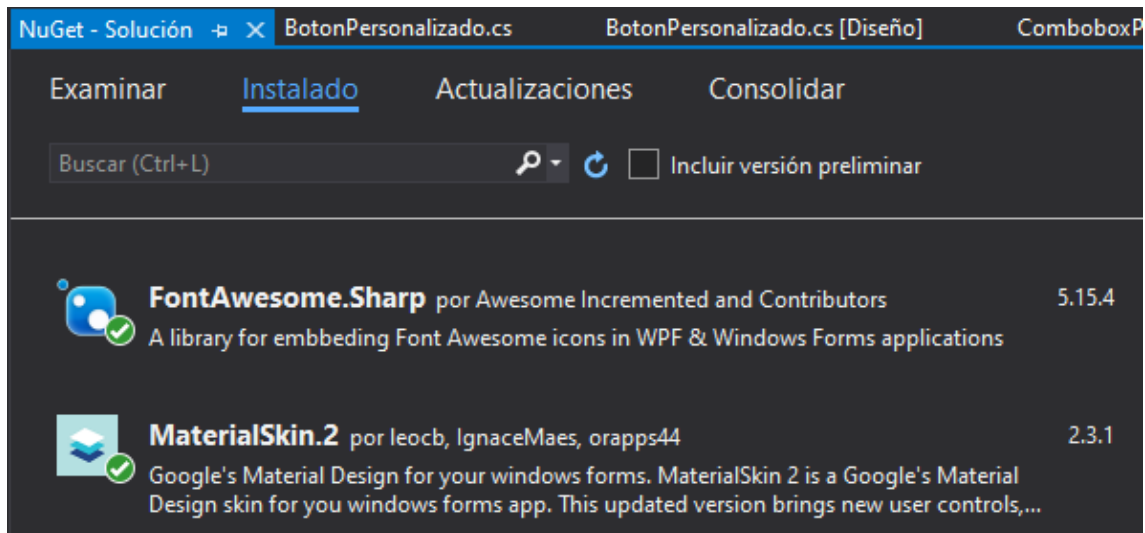 NuGet - Solución BotonPersonalizado.cs BotonPersonalizado.cs [Diseño] ComboboxP
Examinar Instalado Actualizaciones Consolidar
Buscar (Ctrl+L) Incluir versión preliminar
FontAwesome.Sharp por Awesome Incremented and Contributors 5.15.4
A library for embbeding Font Awesome icons in WPF & Windows Forms applications
MaterialSkin.2 por leocb, IgnaceMaes, orapps44 2.3.1
Google's Material Design for your windows forms. MaterialSkin 2 is a Google's Material
Design skin for you windows forms app. This updated version brings new user controls,...